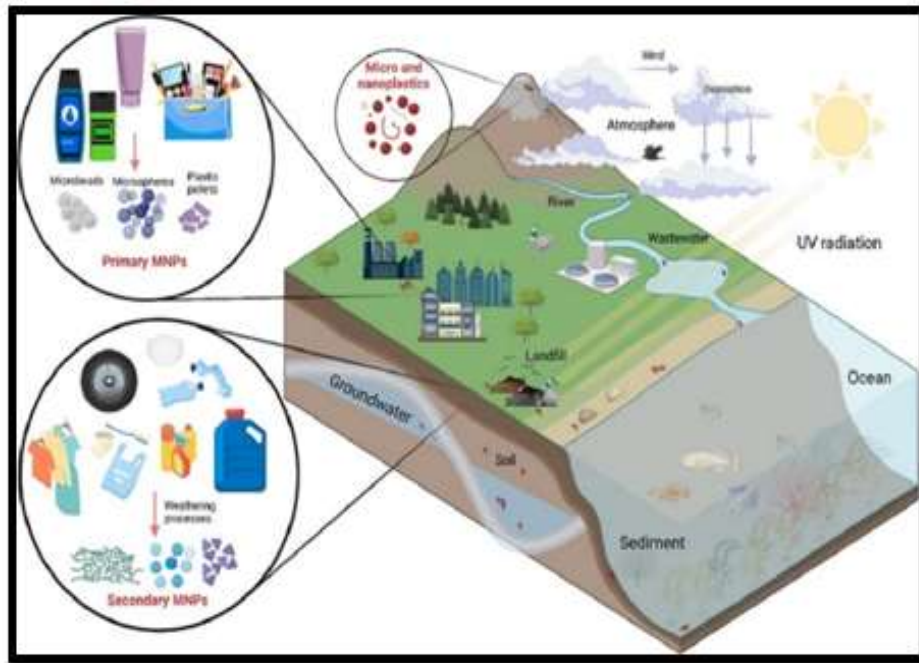 Microbeads
Microspheres
Plastic
pellets
Primary MNPs
Micro and
nanoplastics
Wind
Deposition
Atmosphere
River
Wastewater
UV radiation
Landfill
Groundwater
Soil
Ocean
Sediment
Weathering
processes
Secondary MNPs